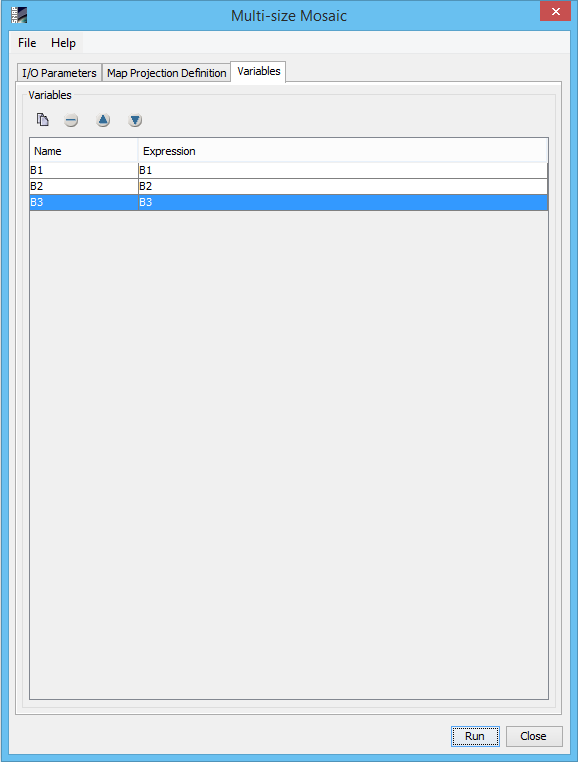 Multi-size Mosaic
File Help
I/O Parameters Map Projection Definition Variables
Variables
Name Expression
B1 B1
B2 B2
B3 B3
Run Close